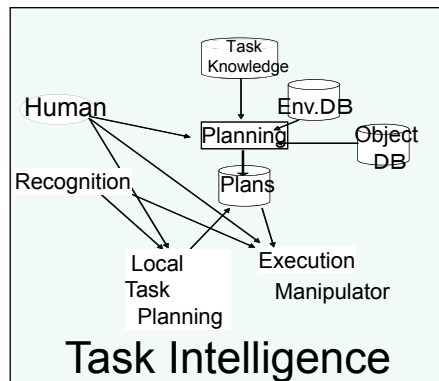 Task
Knowledge
Human
Env.DB
Planning
Object
DB
Recognition
Plans
Local
Task
Planning
Execution
Manipulator
Task Intelligence